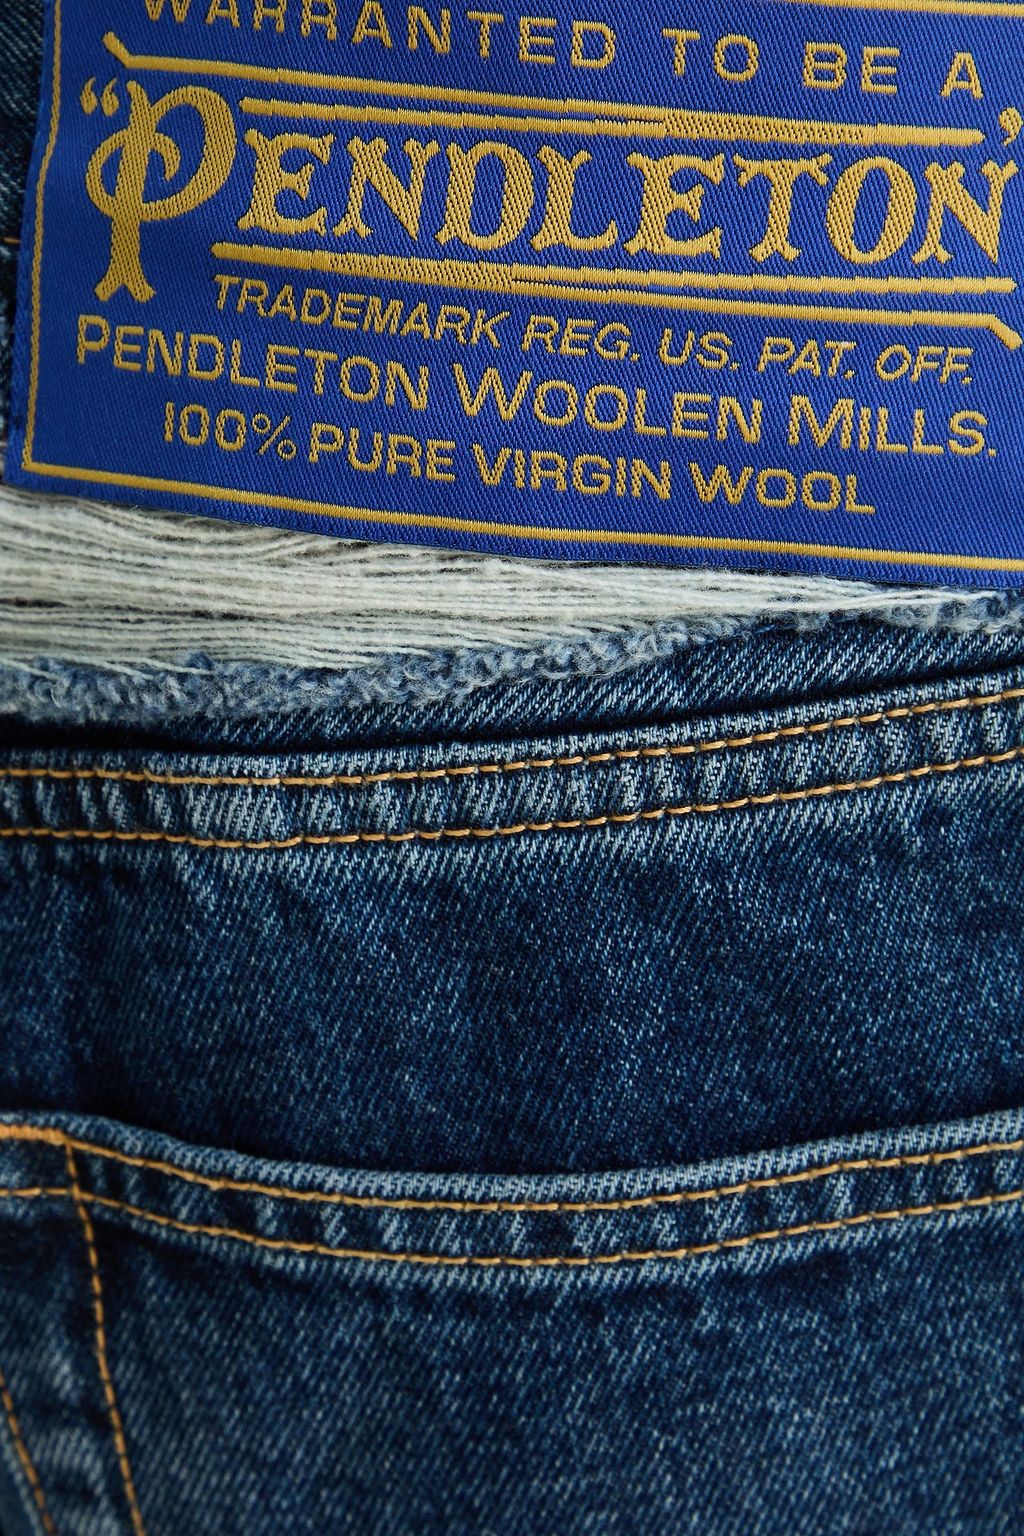 WARRANTED TO BE A
"PENDLETON"
TRADEMARK REG. US. PAT. OFF.
PENDLETON WOOLEN MILLS.
100% PURE VIRGIN WOOL